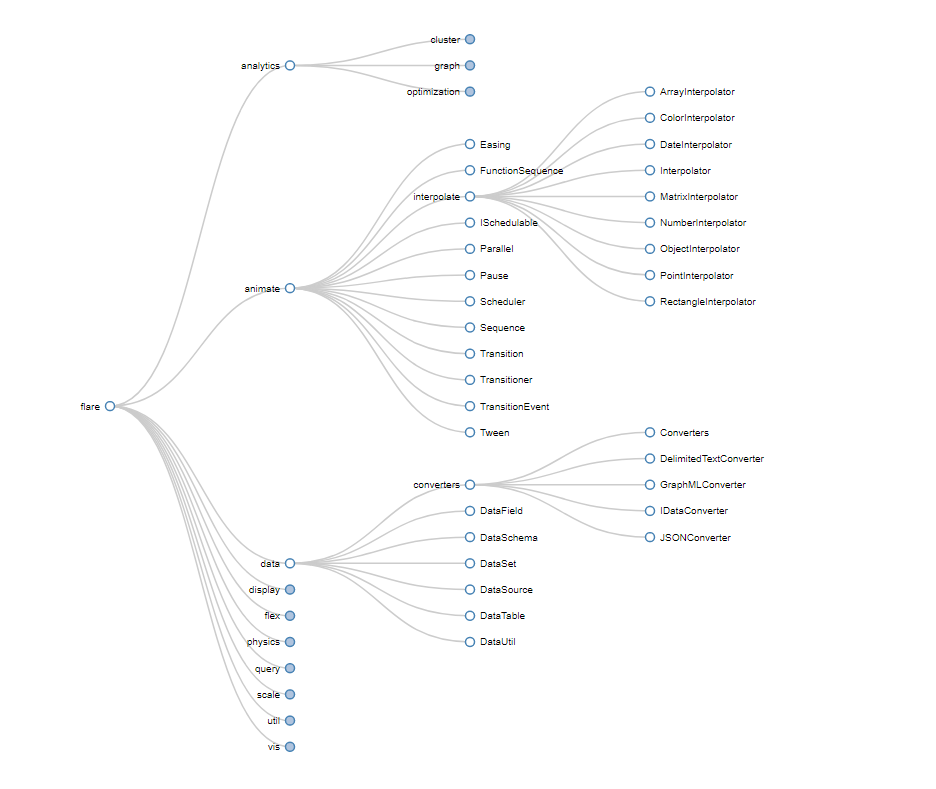 flare
analytics
cluster
graph
optimization
animate
Easing
FunctionSequence
interpolate
ArrayInterpolator
ColorInterpolator
DateInterpolator
Interpolator
MatrixInterpolator
NumberInterpolator
ObjectInterpolator
PointInterpolator
RectangleInterpolator
ISchedulable
Parallel
Pause
Scheduler
Sequence
Transition
Transitioner
TransitionEvent
Tween
data
converters
Converters
DelimitedTextConverter
GraphMLConverter
IDataConverter
JSONConverter
DataField
DataSchema
DataSet
DataSource
DataTable
DataUtil
display
flex
physics
query
scale
util
vis